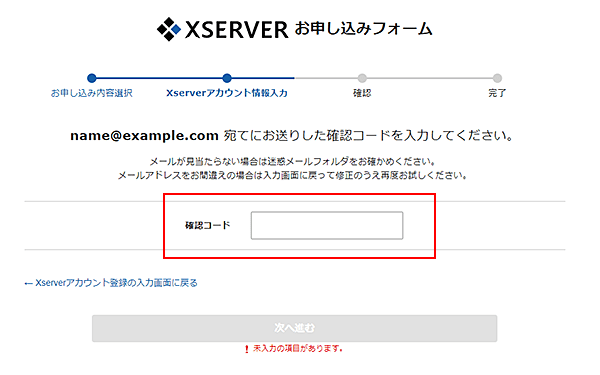 XSERVER お申し込みフォーム
お申し込み内容選択 Xserverアカウント情報入力 確認 完了
name@example.com 宛てにお送りした確認コードを入力してください。
メールが見当たらない場合は迷惑メールフォルダをお確かめください。
メールアドレスをお間違えの場合は入力画面に戻って修正のうえ再度お試しください。
確認コード
← Xserverアカウント登録の入力画面に戻る
次へ進む
! 未入力の項目があります。